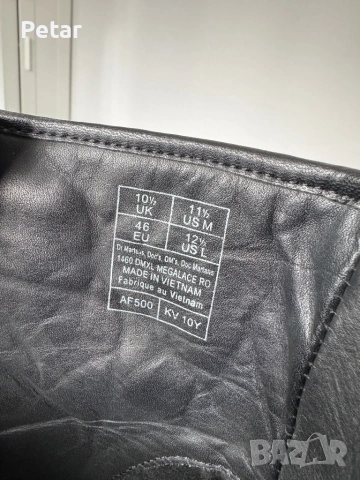 Petar
10½ UK
11½ US M
46 EU
12½ US L
Dr Martens, Doc's, DM's, Doc Martens
1460 DMXL MEGALACE RO
MADE IN VIETNAM
Fabrique au Vietnam
AF500
KV 10Y
BAZAR